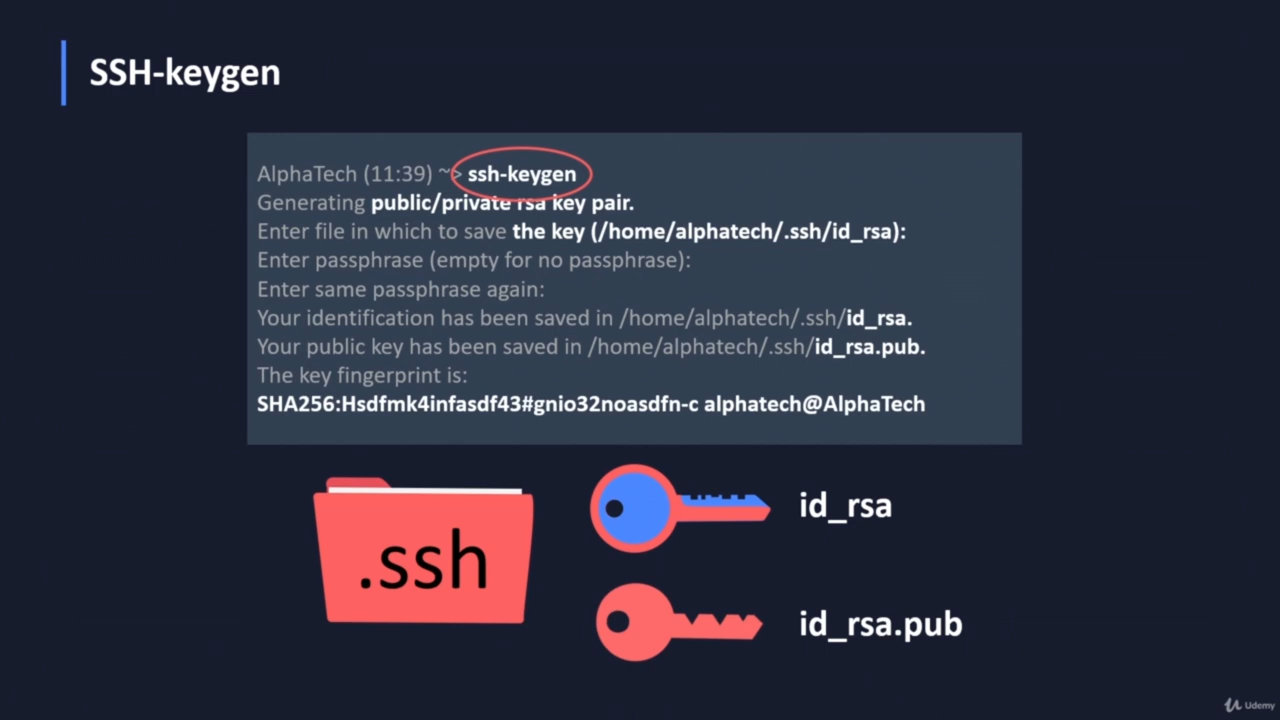 SSH-keygen
AlphaTech (11:39) ~> ssh-keygen
Generating public/private rsa key pair.
Enter file in which to save the key (/home/alphatech/.ssh/id_rsa):
Enter passphrase (empty for no passphrase):
Enter same passphrase again:
Your identification has been saved in /home/alphatech/.ssh/id_rsa.
Your public key has been saved in /home/alphatech/.ssh/id_rsa.pub.
The key fingerprint is:
SHA256:Hsdfmk4infasdf43#gnio32noasdfn-c alphatech@AlphaTech
.ssh
id_rsa
id_rsa.pub
Udemy